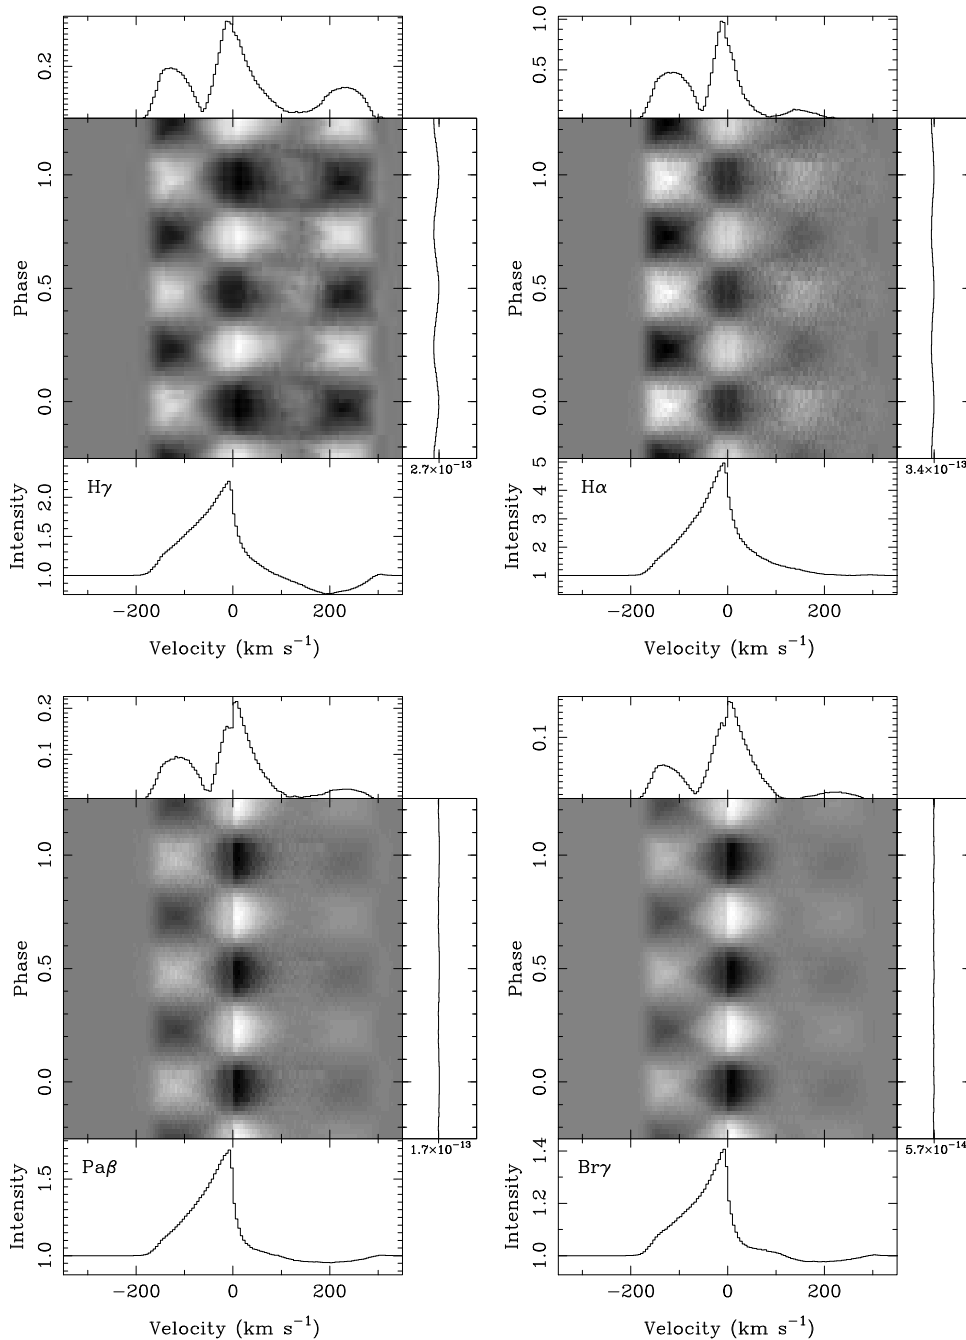 0.2
0.5 1.0
Phase
0.0 0.5 1.0
Phase
0.0 0.5 1.0
2.7×10⁻¹³
3.4×10⁻¹³
Intensity
1.0 1.5 2.0
Hγ
Intensity
1 2 3 4 5
Hα
−200 0 200
−200 0 200
Velocity (km s⁻¹)
Velocity (km s⁻¹)
0.1 0.2
0.1
Phase
0.0 0.5 1.0
Phase
0.0 0.5 1.0
1.7×10⁻¹³
5.7×10⁻¹⁴
Intensity
1.0 1.5
Paβ
Intensity
1.0 1.2 1.4
Brγ
−200 0 200
−200 0 200
Velocity (km s⁻¹)
Velocity (km s⁻¹)